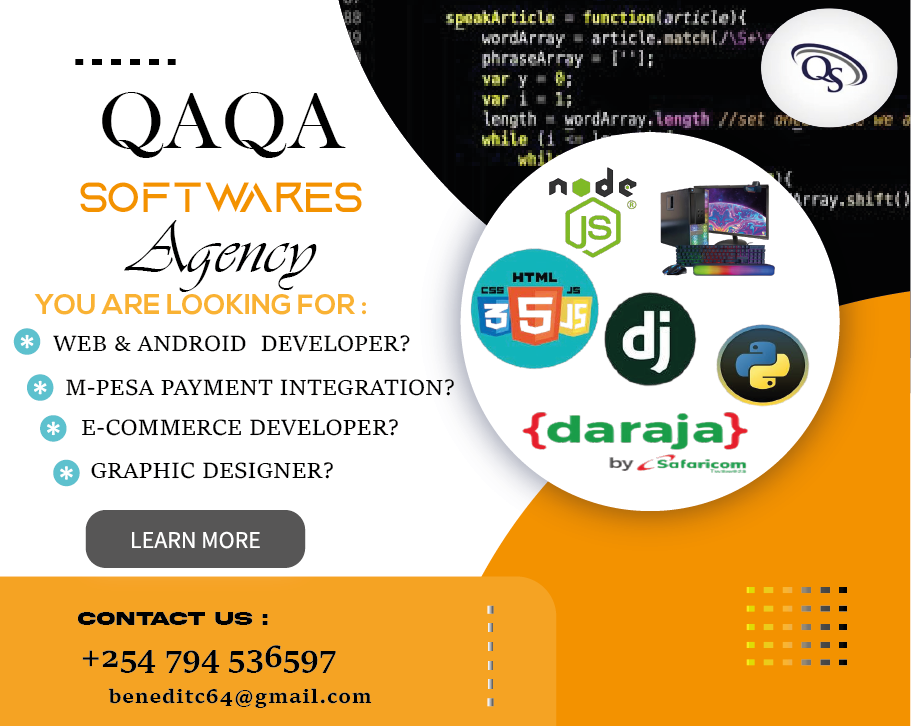 speakArticle = function(article){
wordArray = article.match(/\S+\
phraseArray = [''];
var y = 0;
var i = 1;
length = wordArray.length //set
while (i <=
QS
QAQA
SOFTWARES
Agency
YOU ARE LOOKING FOR :
* WEB & ANDROID DEVELOPER?
* M-PESA PAYMENT INTEGRATION?
* E-COMMERCE DEVELOPER?
* GRAPHIC DESIGNER?
LEARN MORE
node
®
JS
HTML
CSS JS
3 5 JS
dj
{daraja}
by Safaricom
rray.shift()
CONTACT US :
+254 794 536597
beneditc64@gmail.com